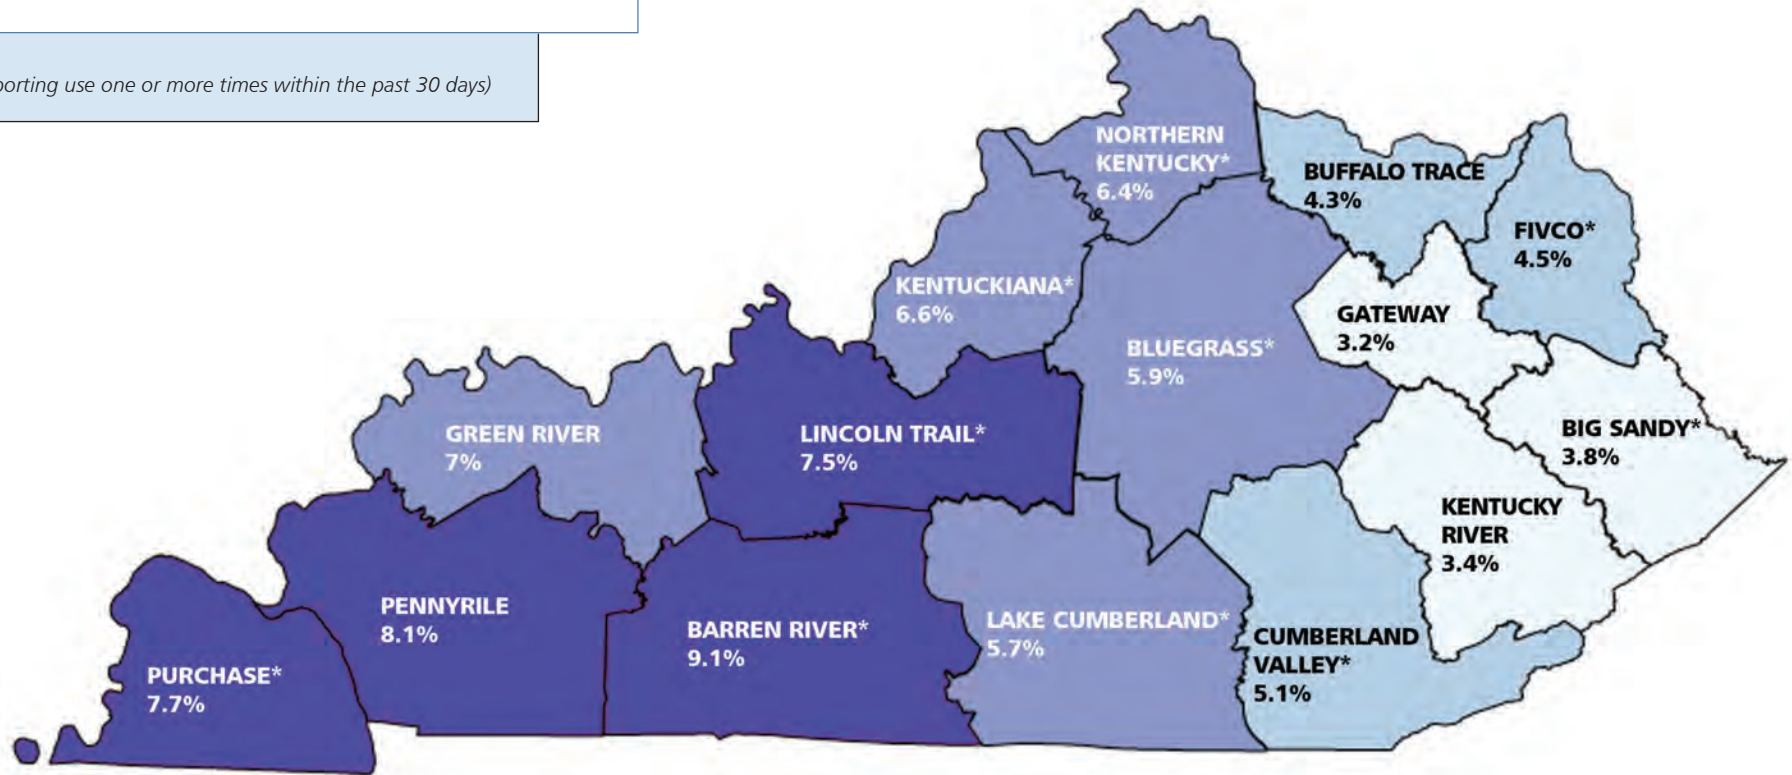 porting use one or more times within the past 30 days)
NORTHERN
KENTUCKY*
6.4%
BUFFALO TRACE
4.3%
FIVCO*
4.5%
KENTUCKIANA*
6.6%
BLUEGRASS*
5.9%
GATEWAY
3.2%
GREEN RIVER
7%
LINCOLN TRAIL*
7.5%
BIG SANDY*
3.8%
KENTUCKY
RIVER
3.4%
PENNYRILE
8.1%
BARREN RIVER*
9.1%
LAKE CUMBERLAND*
5.7%
CUMBERLAND
VALLEY*
5.1%
PURCHASE*
7.7%